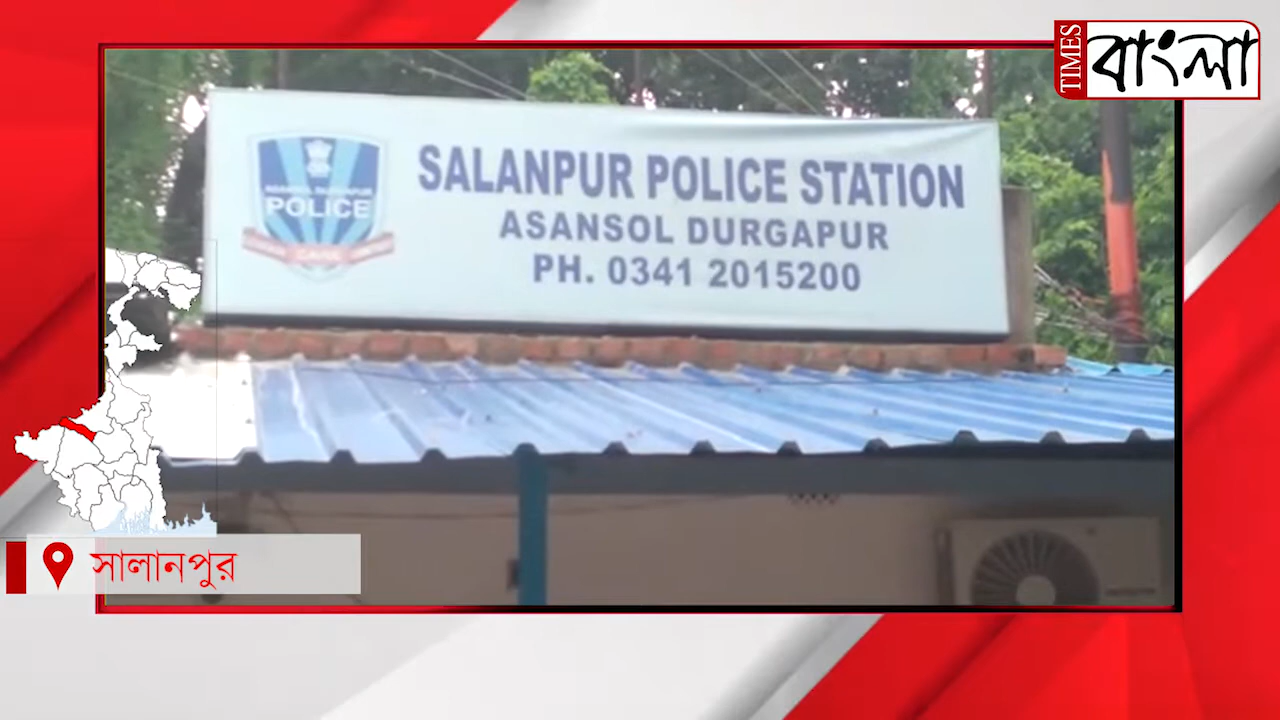 TIMES
বাংলা
POLICE
SALANPUR POLICE STATION
ASANSOL DURGAPUR
PH. 0341 2015200
সালানপুর